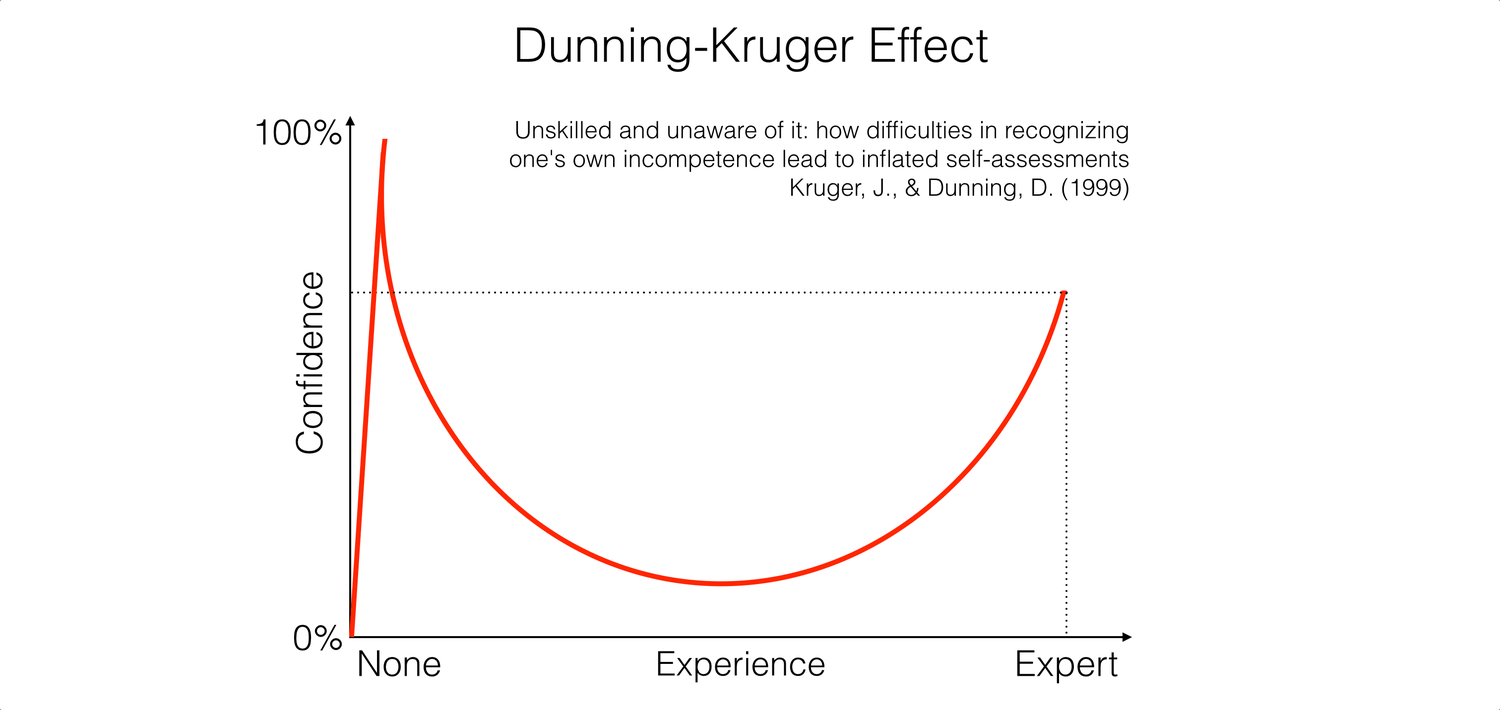 Dunning-Kruger Effect
Unskilled and unaware of it: how difficulties in recognizing
one's own incompetence lead to inflated self-assessments
Kruger, J., & Dunning, D. (1999)
100%
Confidence
0%
None
Experience
Expert